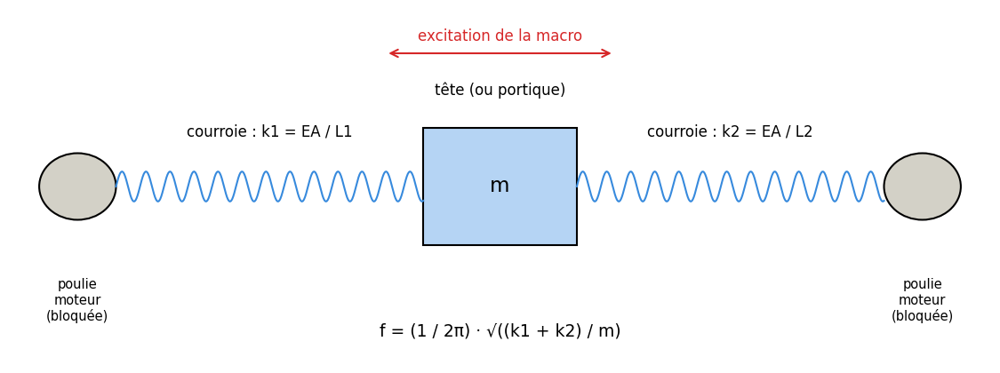 excitation de la macro
tête (ou portique)
courroie : k1 = EA / L1
courroie : k2 = EA / L2
m
poulie
moteur
(bloquée)
poulie
moteur
(bloquée)
f = (1 / 2π) · √((k1 + k2) / m)